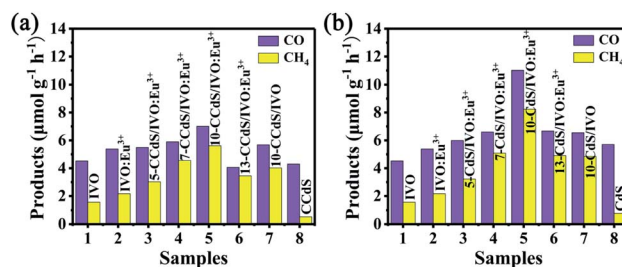 (a)
Products (μmol g⁻¹ h⁻¹)
14
12
10
8
6
4
2
0
CO
CH₄
IVO
IVO:Eu³⁺
5-CCdS/IVO:Eu³⁺
7-CCdS/IVO:Eu³⁺
10-CCdS/IVO:Eu³⁺
13-CCdS/IVO:Eu³⁺
10-CCdS/IVO
CCdS
1 2 3 4 5 6 7 8
Samples
(b)
Products (μmol g⁻¹ h⁻¹)
14
12
10
8
6
4
2
0
CO
CH₄
IVO
IVO:Eu³⁺
5-CdS/IVO:Eu³⁺
7-CdS/IVO:Eu³⁺
10-CdS/IVO:Eu³⁺
13-CdS/IVO:Eu³⁺
10-CdS/IVO
CdS
1 2 3 4 5 6 7 8
Samples